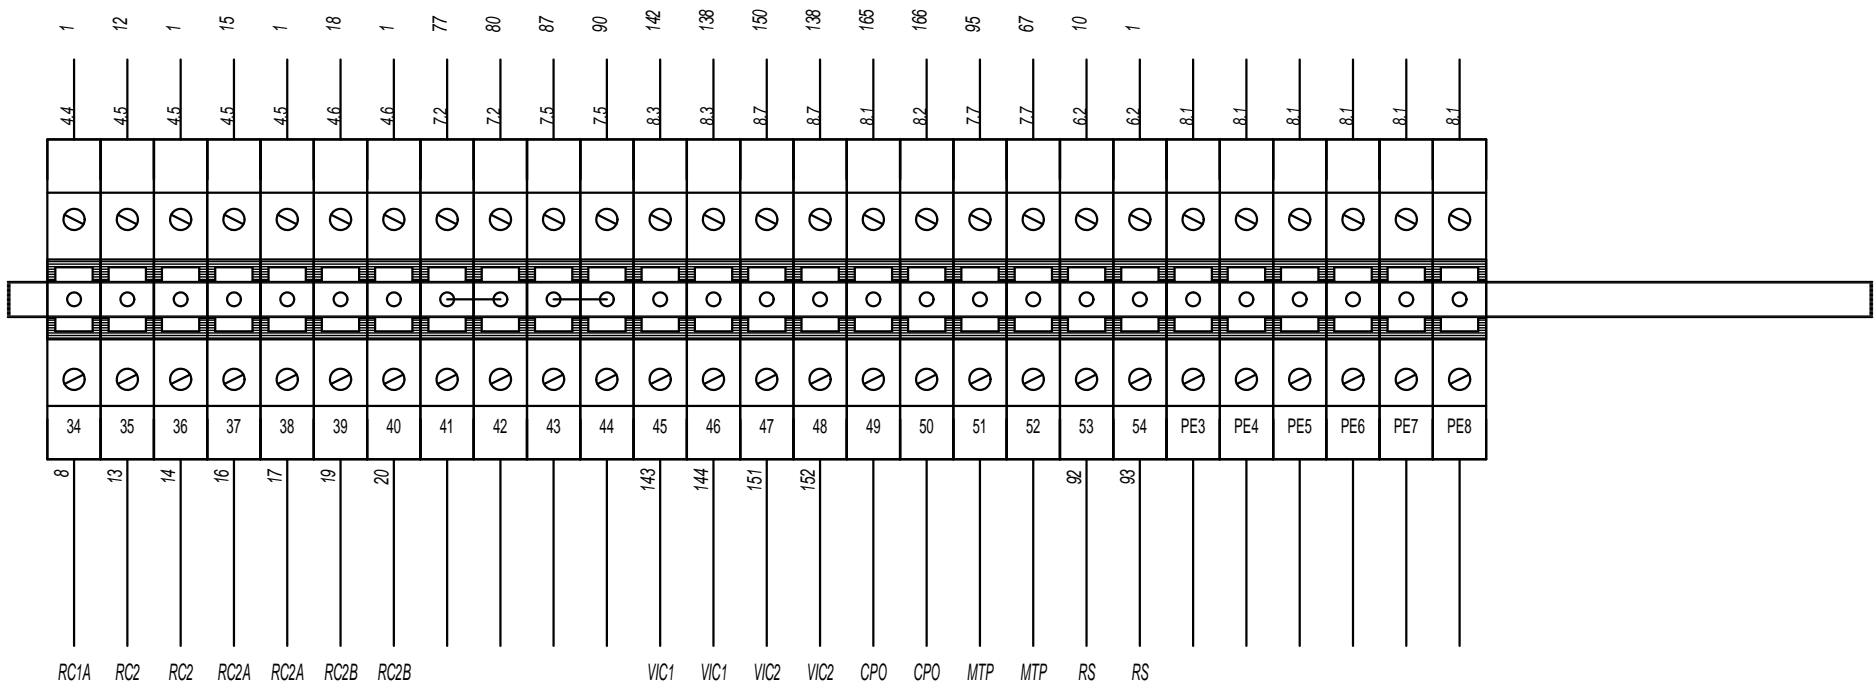 1 12 1 15 1 18 1 77 80 87 90 142 138 150 138 165 166 95 67 10 1
4.4 4.5 4.5 4.5 4.5 4.6 4.6 7.2 7.2 7.5 7.5 8.3 8.3 8.7 8.7 8.1 8.2 7.7 7.7 6.2 6.2 8.1 8.1 8.1 8.1 8.1 8.1
34 35 36 37 38 39 40 41 42 43 44 45 46 47 48 49 50 51 52 53 54 PE3 PE4 PE5 PE6 PE7 PE8
8 13 14 16 17 19 20 143 144 151 152 92 93
RC1A RC2 RC2 RC2A RC2A RC2B RC2B VIC1 VIC1 VIC2 VIC2 CPO CPO MTP MTP RS RS